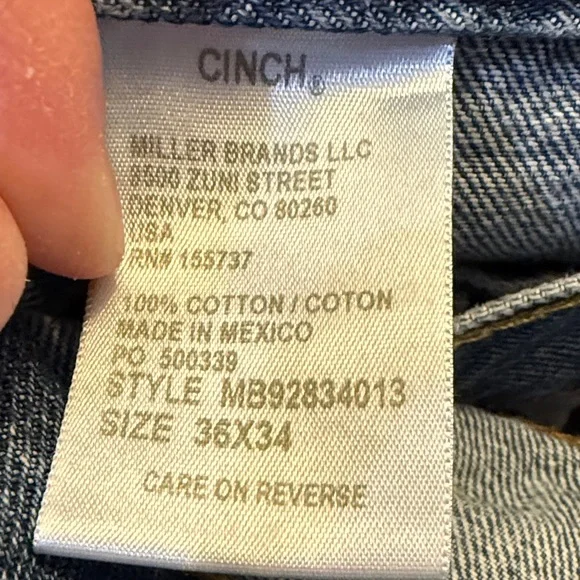 CINCH®
MILLER BRANDS LLC
8500 ZUNI STREET
DENVER, CO 80260
USA
RN# 155737
100% COTTON / COTON
MADE IN MEXICO
PO 500339
STYLE MB92834013
SIZE 36X34
CARE ON REVERSE